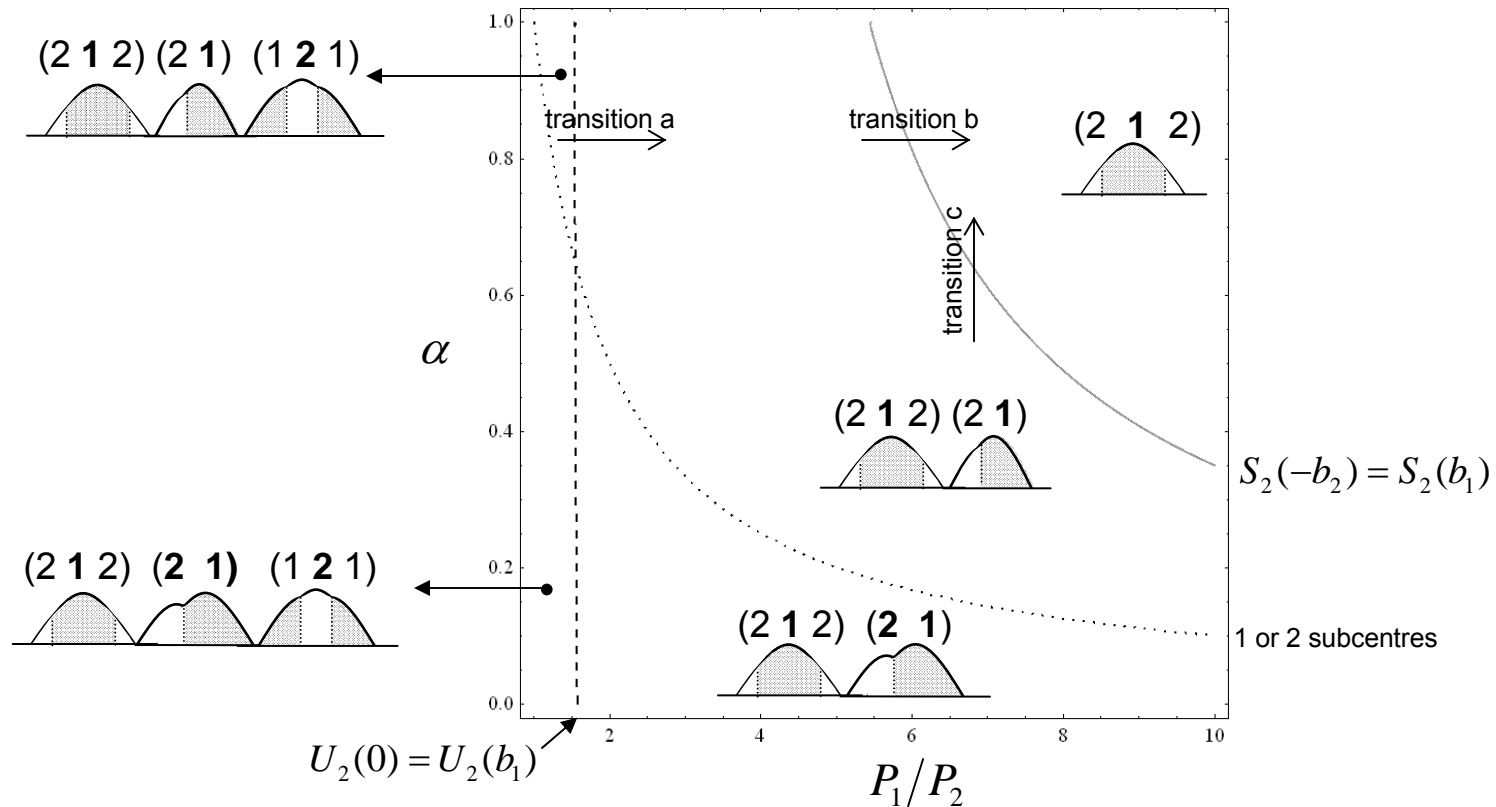 1.0
(2 1 2) (2 1) (1 2 1)
transition a
transition b
(2 1 2)
0.8
transition c
0.6
α
0.4
(2 1 2) (2 1)
S₂(−b₂) = S₂(b₁)
0.2
(2 1 2) (2 1) (1 2 1)
(2 1 2) (2 1)
1 or 2 subcentres
0.0
2 4 6 8 10
U₂(0) = U₂(b₁)
P₁/P₂